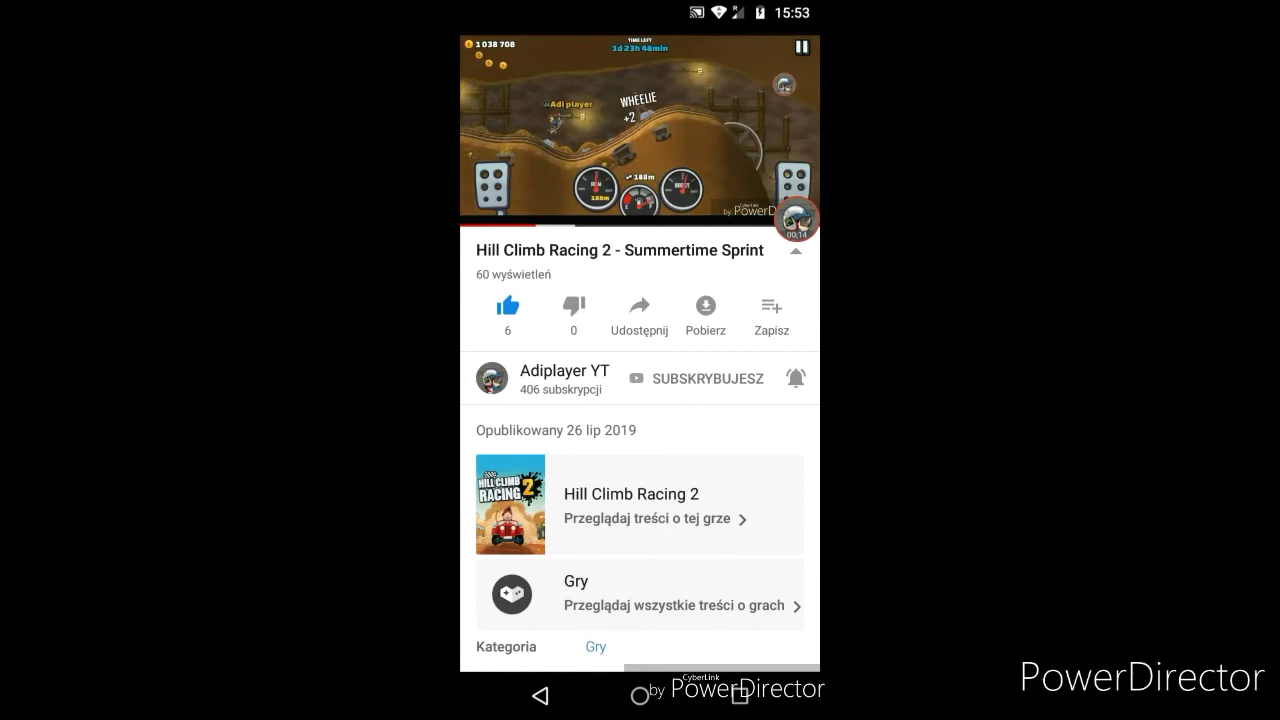 R
15:53
1 038 708
TIME LEFT
1d 23h 48min
Adi player
WHEELIE
+2
188m
RPM
BOOST
188m
by PowerD
00:14
Hill Climb Racing 2 - Summertime Sprint
60 wyświetleń
6
0
Udostępnij
Pobierz
Zapisz
Adiplayer YT
SUBSKRYBUJESZ
406 subskrypcji
Opublikowany 26 lip 2019
HILL CLIMB
RACING 2
Hill Climb Racing 2
Przeglądaj treści o tej grze
Gry
Przeglądaj wszystkie treści o grach
Kategoria
Gry
CyberLink
by PowerDirector
PowerDirector